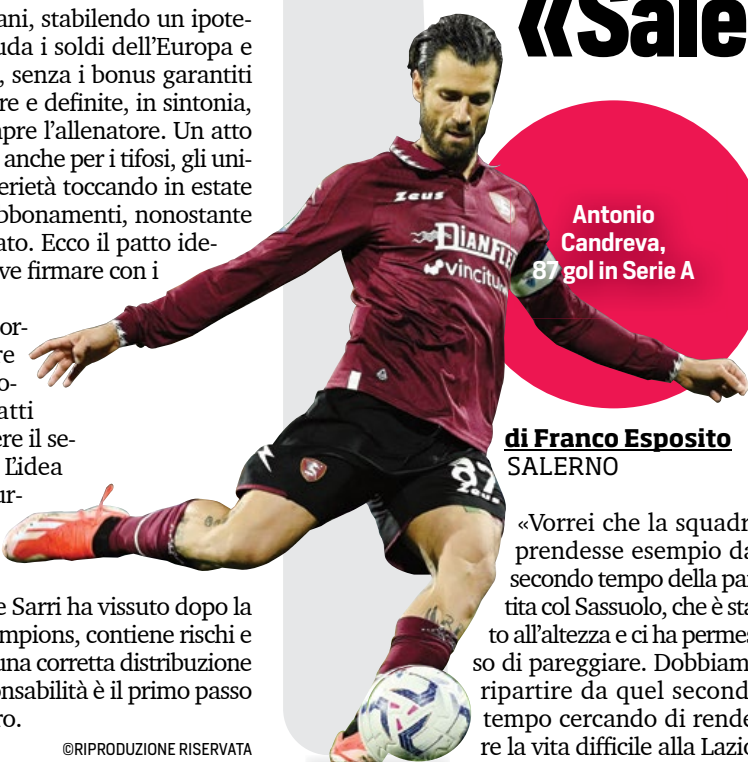 ani, stabilendo un ipote-
uda i soldi dell'Europa e
, senza i bonus garantiti
re e definite, in sintonia,
pre l'allenatore. Un atto
anche per i tifosi, gli uni-
erietà toccando in estate
bbonamenti, nonostante
ato. Ecco il patto ide-
ve firmare con i
or-
re
o-
atti
ere il se-
L'idea
ur-
e Sarri ha vissuto dopo la
mpions, contiene rischi e
una corretta distribuzione
onsabilità è il primo passo
ro.
©RIPRODUZIONE RISERVATA
«Sale
Zeus
DIANFLE
vincitu
Antonio
Candreva,
87 gol in Serie A
87
Zeus
di Franco Esposito
SALERNO
«Vorrei che la squadr
prendesse esempio da
secondo tempo della par
tita col Sassuolo, che è sta
to all'altezza e ci ha permes
so di pareggiare. Dobbiam
ripartire da quel second
tempo cercando di rende
re la vita difficile alla Lazio